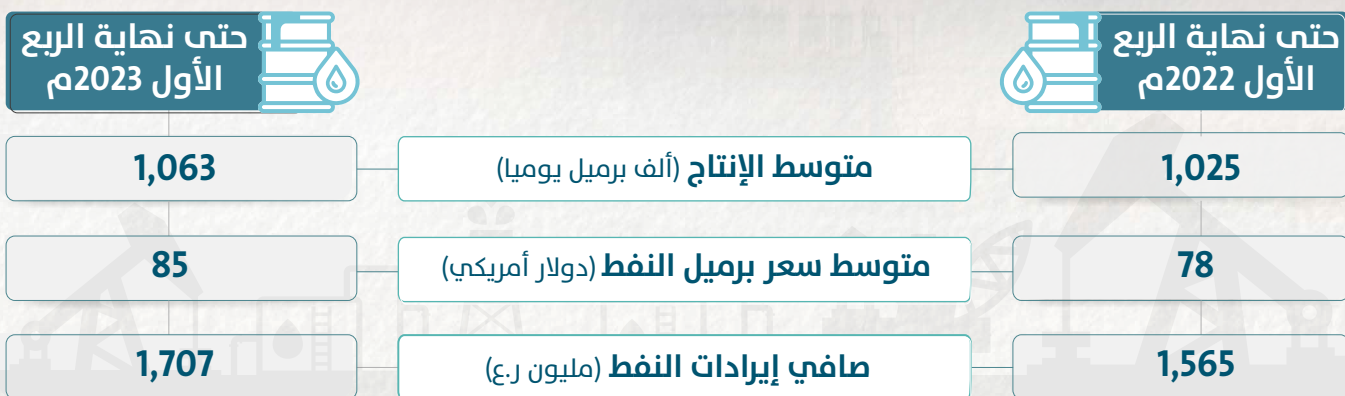 حتى نهاية الربع
الأول 2022م
حتى نهاية الربع
الأول 2023م
1,025
متوسط الإنتاج (ألف برميل يوميا)
1,063
78
متوسط سعر برميل النفط (دولار أمريكي)
85
1,565
صافي إيرادات النفط (مليون ر.ع)
1,707